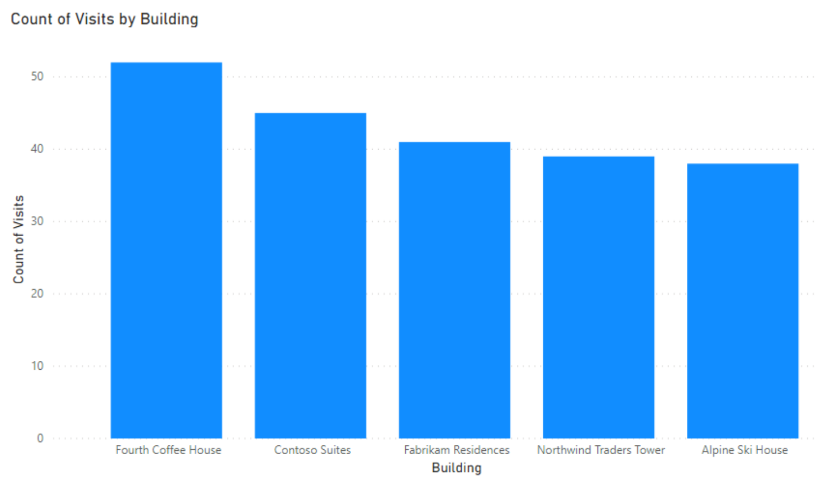 Count of Visits by Building
50
40
30
20
10
0
Count of Visits
Fourth Coffee House Contoso Suites Fabrikam Residences Northwind Traders Tower Alpine Ski House
Building